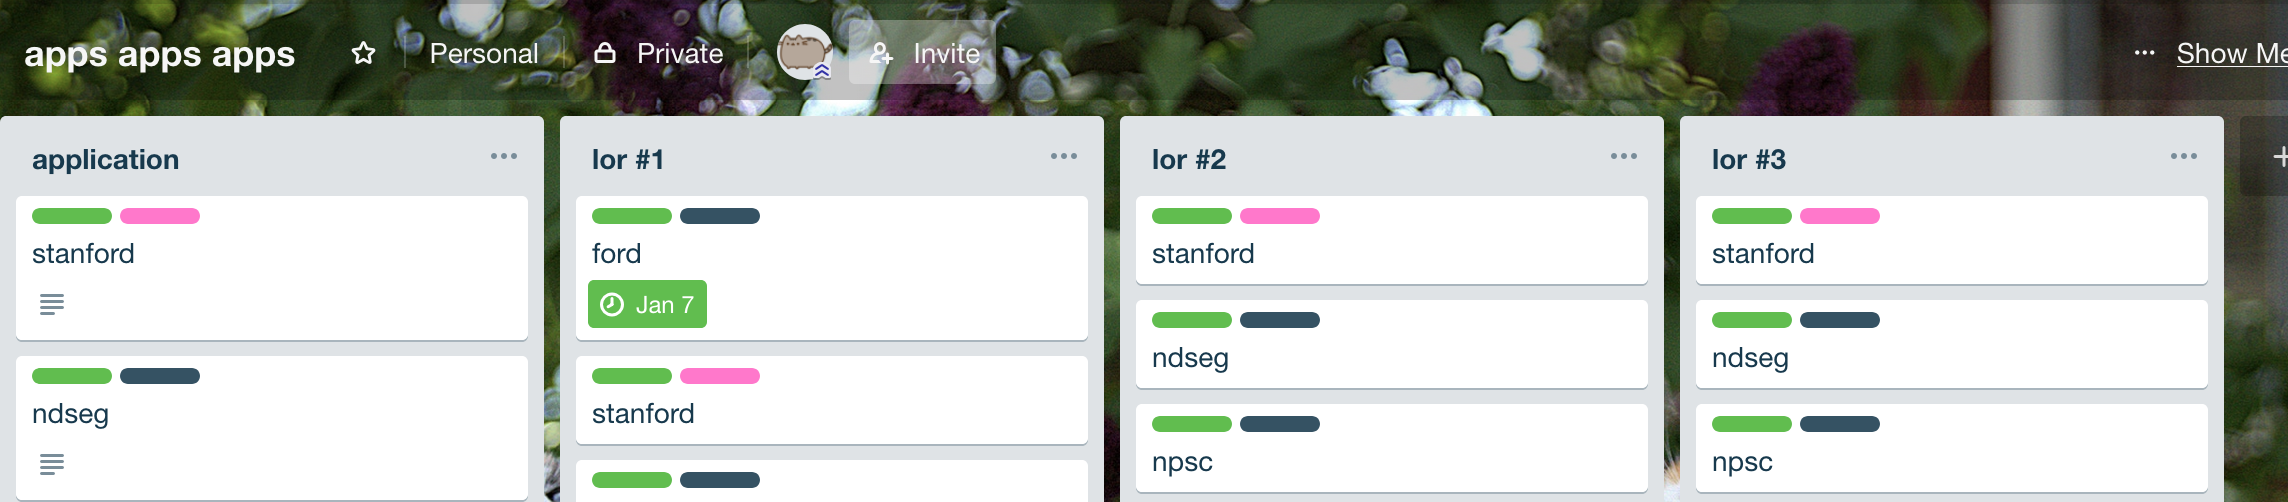 apps apps apps Personal Private Invite ... Show Me
application ...
stanford
ndseg
lor #1 ...
ford
Jan 7
stanford
lor #2 ...
stanford
ndseg
npsc
lor #3 ...
stanford
ndseg
npsc